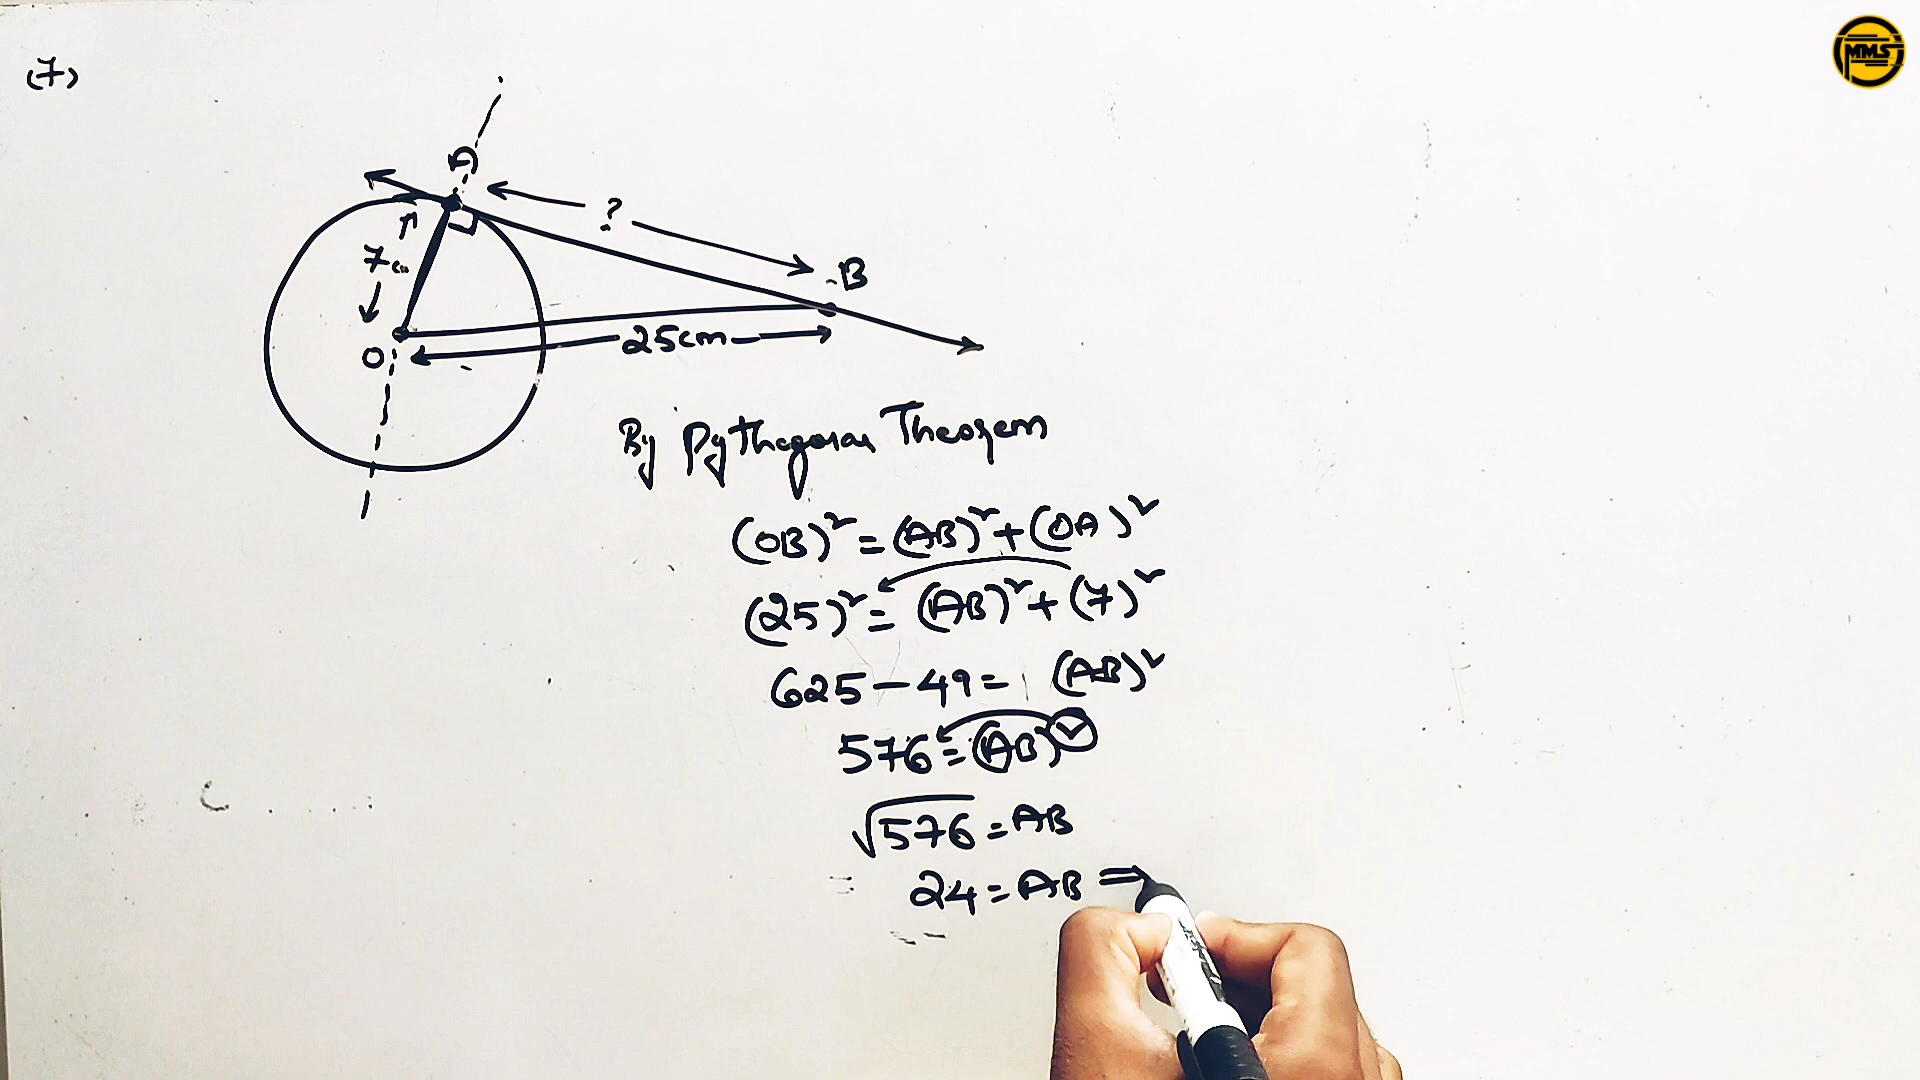 MMS
(7)
A
?
7cm
B
25cm
O
By Pythagoras Theorem
(OB)² = (AB)² + (OA)²
(25)² = (AB)² + (7)²
625 - 49 = (AB)²
576 = (AB)²
√576 = AB
24 = AB